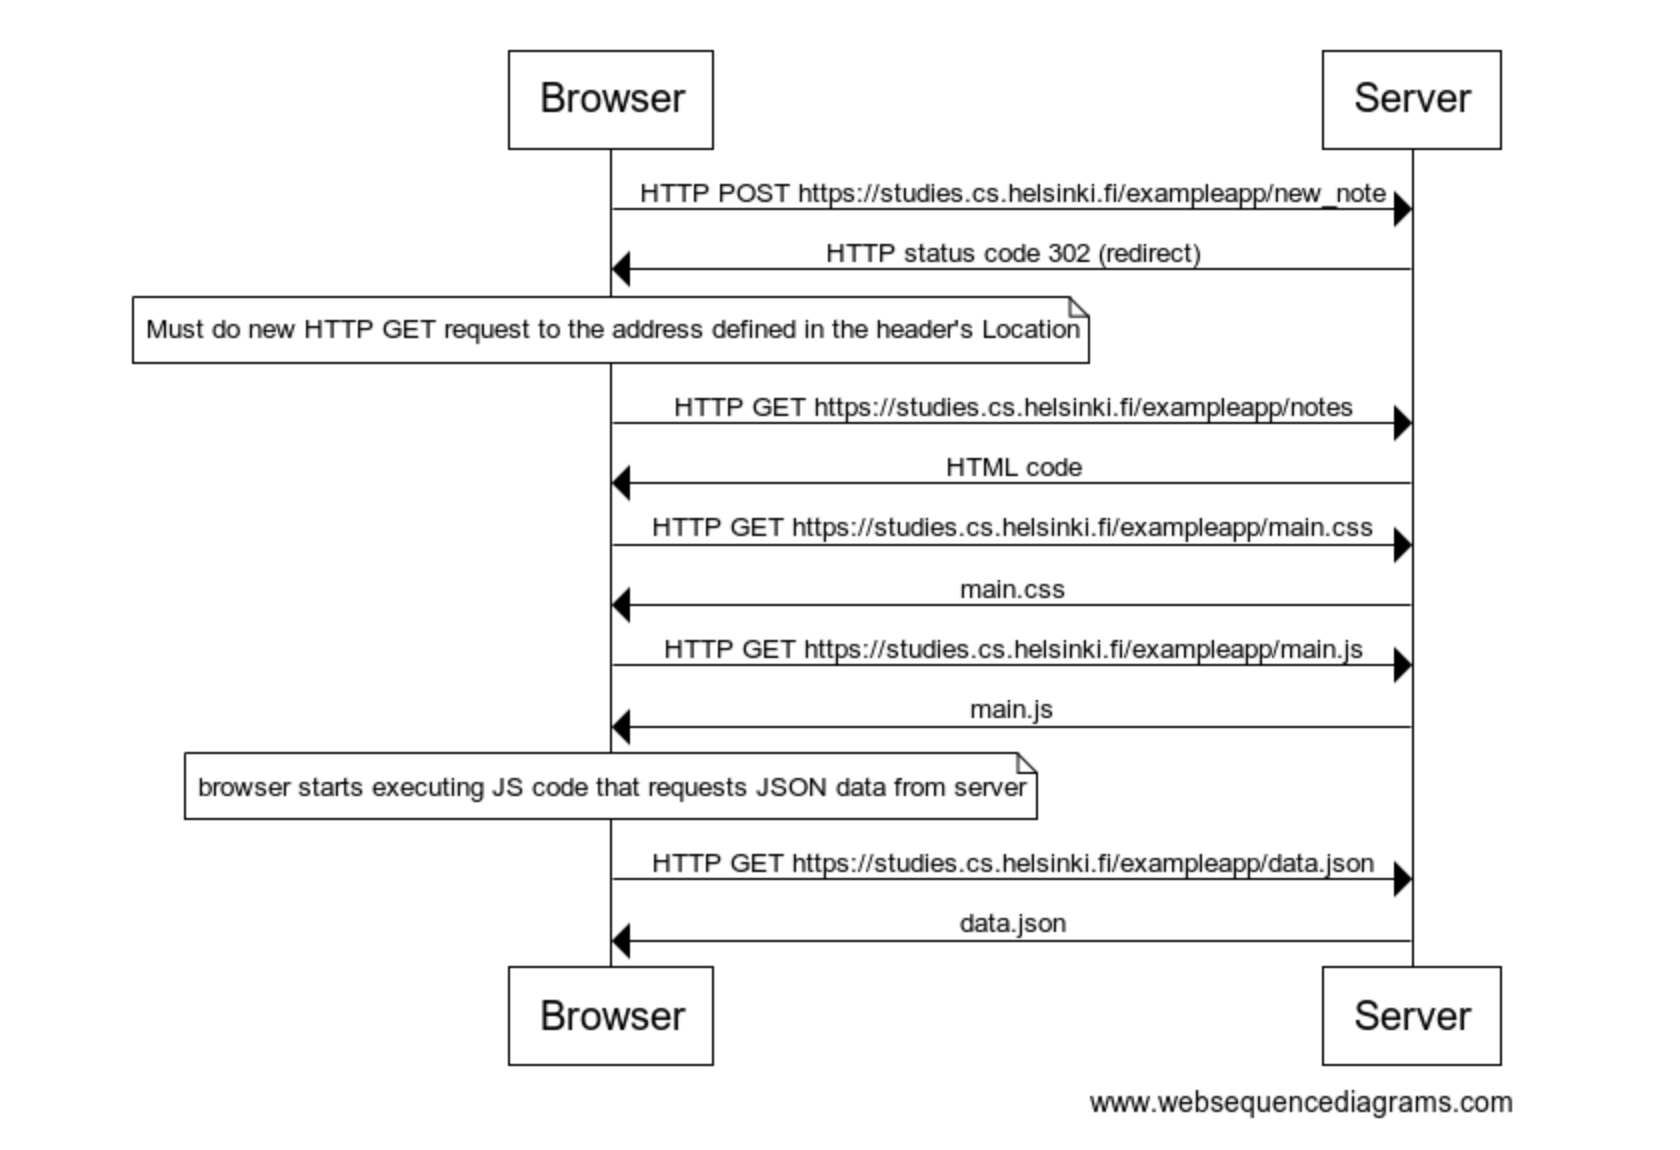 Browser
Server
HTTP POST https://studies.cs.helsinki.fi/exampleapp/new_note
HTTP status code 302 (redirect)
Must do new HTTP GET request to the address defined in the header's Location
HTTP GET https://studies.cs.helsinki.fi/exampleapp/notes
HTML code
HTTP GET https://studies.cs.helsinki.fi/exampleapp/main.css
main.css
HTTP GET https://studies.cs.helsinki.fi/exampleapp/main.js
main.js
browser starts executing JS code that requests JSON data from server
HTTP GET https://studies.cs.helsinki.fi/exampleapp/data.json
data.json
Browser
Server
www.websequencediagrams.com